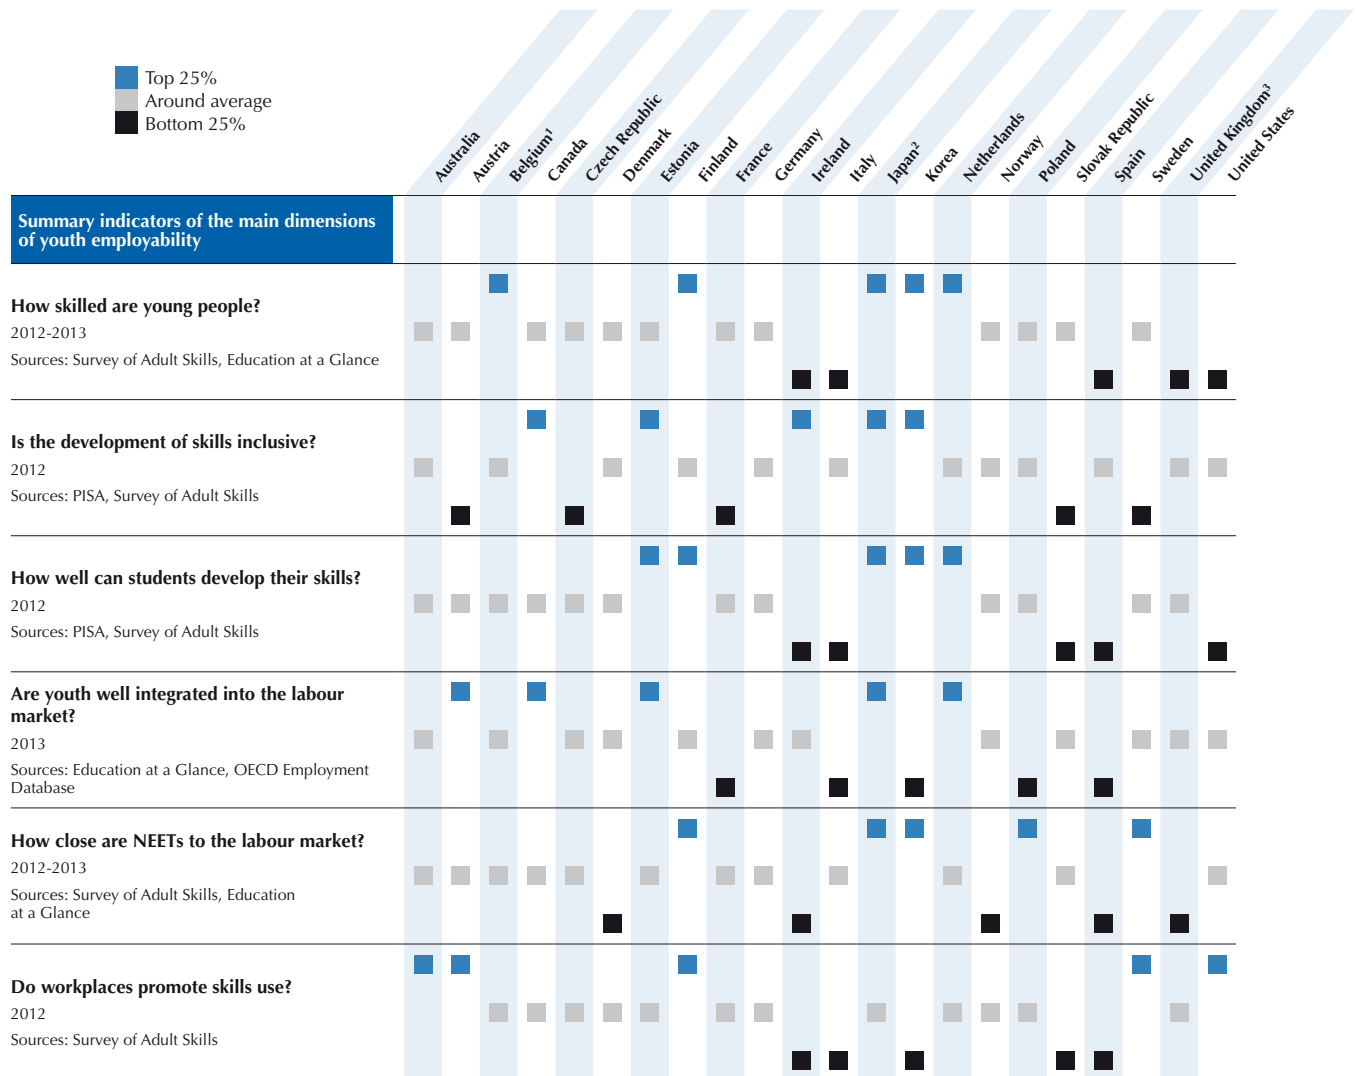 Top 25%
Around average
Bottom 25%
Australia
Austria
Belgium¹
Canada
Czech Republic
Denmark
Estonia
Finland
France
Germany
Ireland
Italy
Japan²
Korea
Netherlands
Norway
Poland
Slovak Republic
Spain
Sweden
United Kingdom³
United States
Summary indicators of the main dimensions
of youth employability
How skilled are young people?
2012-2013
Sources: Survey of Adult Skills, Education at a Glance
Is the development of skills inclusive?
2012
Sources: PISA, Survey of Adult Skills
How well can students develop their skills?
2012
Sources: PISA, Survey of Adult Skills
Are youth well integrated into the labour
market?
2013
Sources: Education at a Glance, OECD Employment
Database
How close are NEETs to the labour market?
2012-2013
Sources: Survey of Adult Skills, Education
at a Glance
Do workplaces promote skills use?
2012
Sources: Survey of Adult Skills